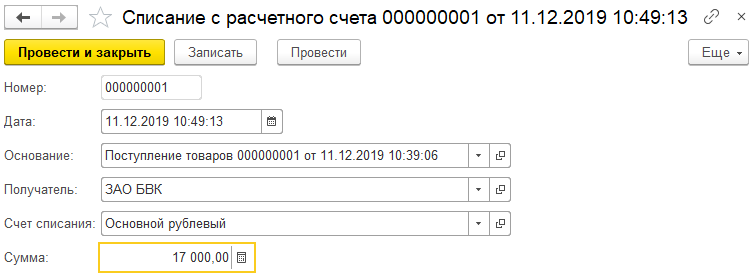 Списание с расчетного счета 000000001 от 11.12.2019 10:49:13
Провести и закрыть Записать Провести Еще
Номер: 000000001
Дата: 11.12.2019 10:49:13
Основание: Поступление товаров 000000001 от 11.12.2019 10:39:06
Получатель: ЗАО БВК
Счет списания: Основной рублевый
Сумма: 17 000,00